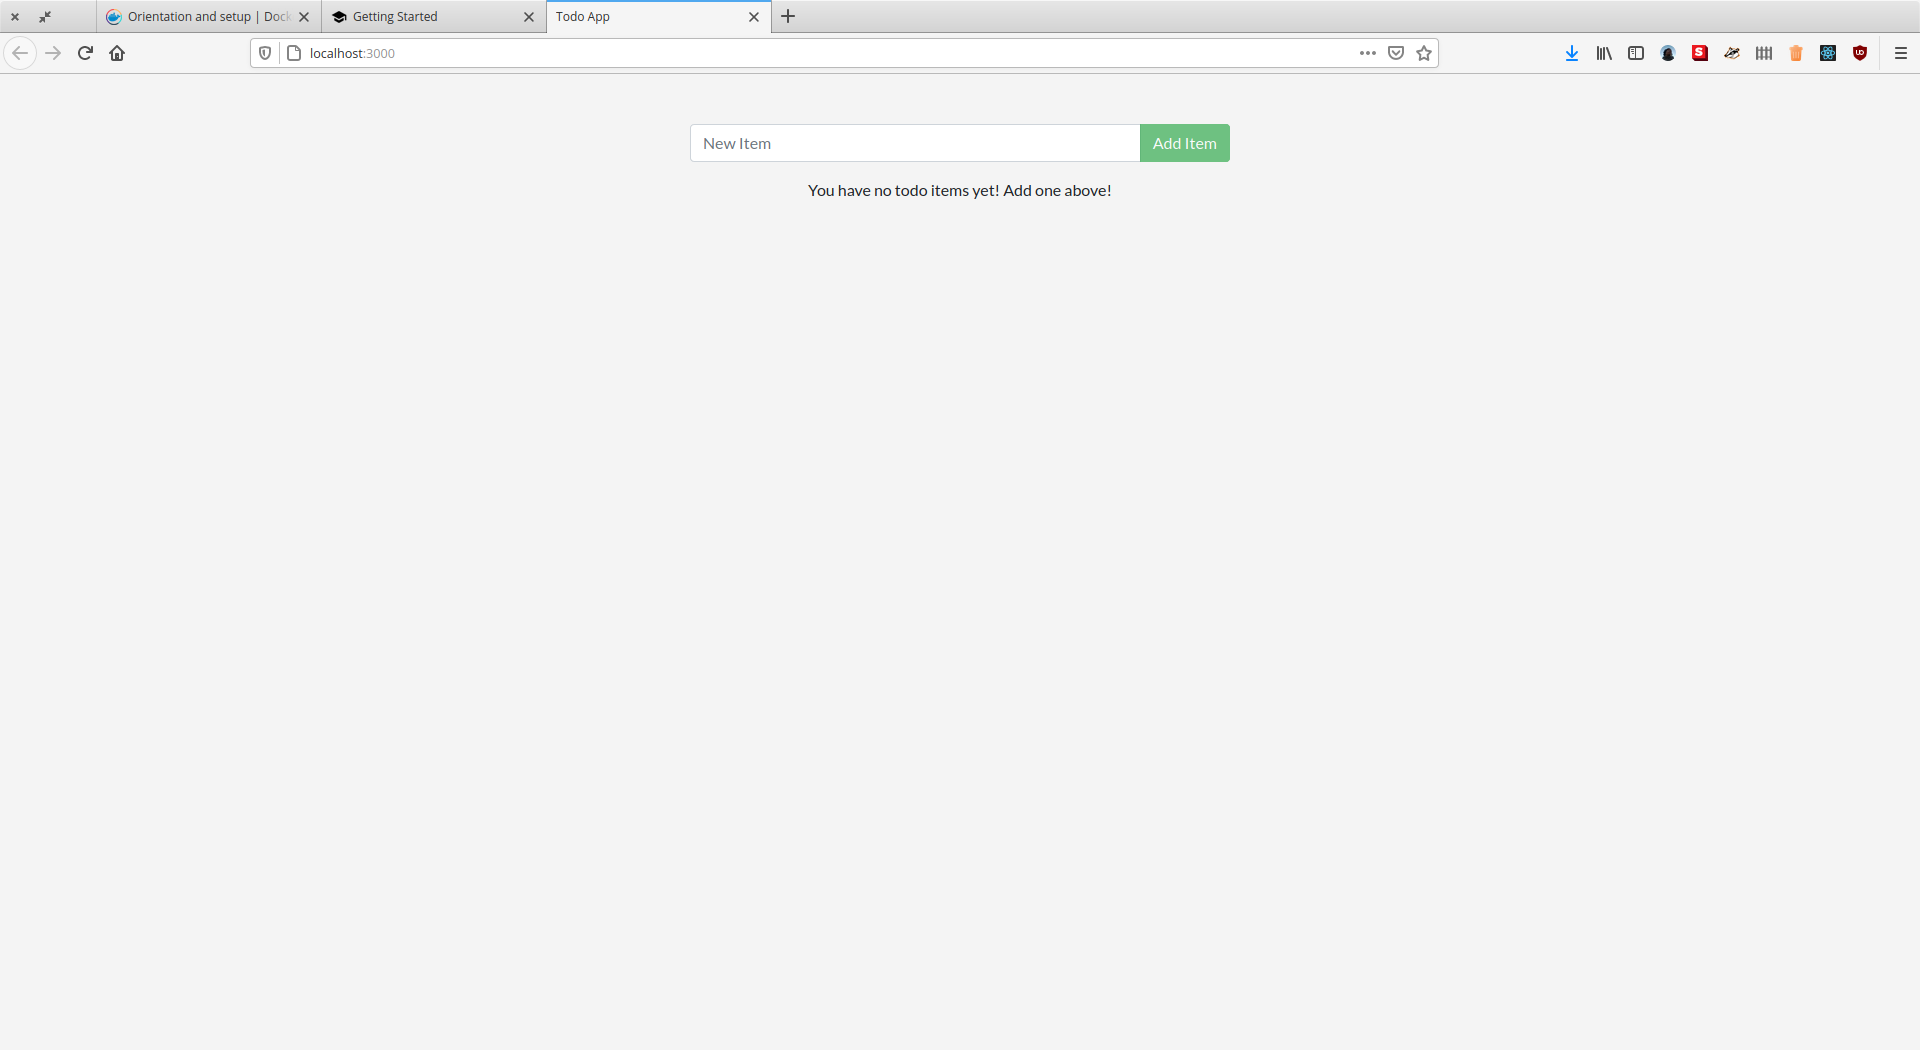 Orientation and setup | Dock
Getting Started
Todo App
localhost:3000
New Item
Add Item
You have no todo items yet! Add one above!